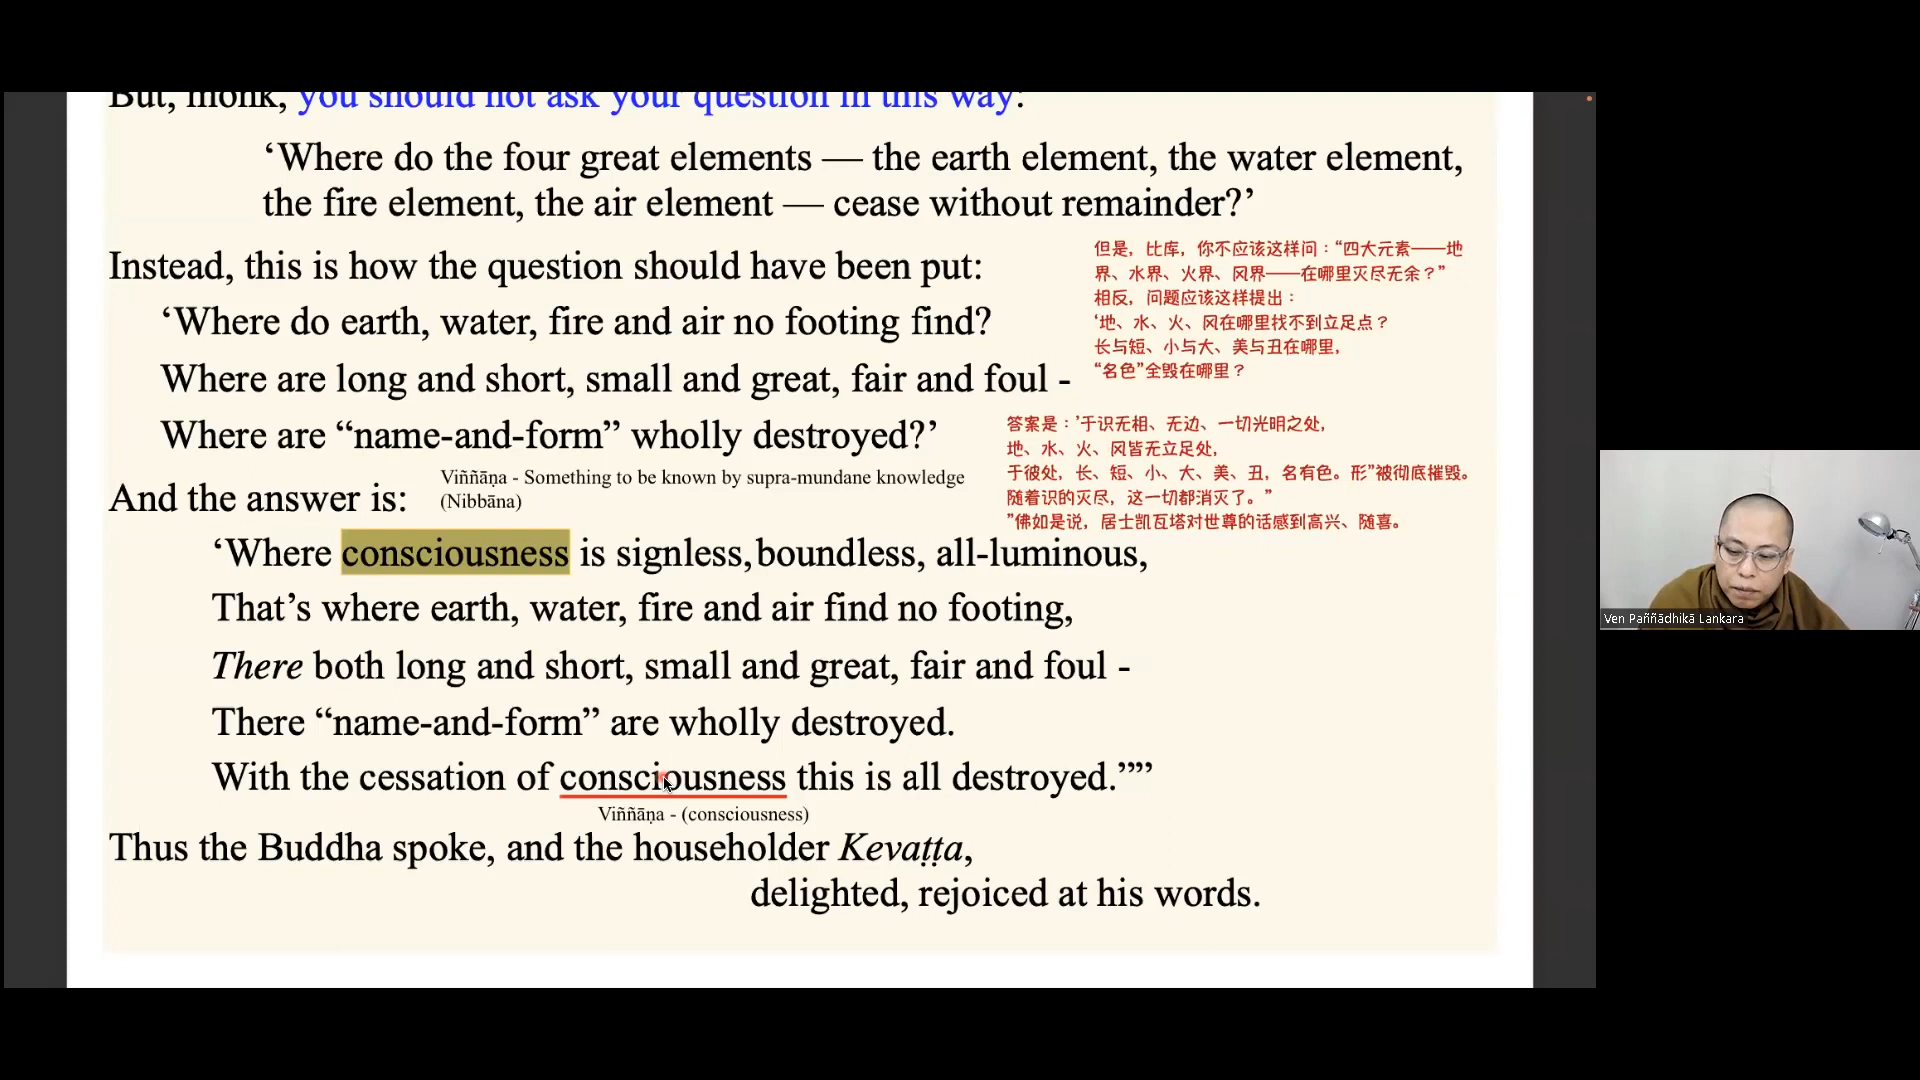 But, monk, you should not ask your question in this way:
‘Where do the four great elements — the earth element, the water element,
the fire element, the air element — cease without remainder?’
Instead, this is how the question should have been put:
‘Where do earth, water, fire and air no footing find?
Where are long and short, small and great, fair and foul -
Where are “name-and-form” wholly destroyed?’
但是，比库，你不应该这样问：“四大元素——地
界、水界、火界、风界——在哪里灭尽无余？”
相反，问题应该这样提出：
‘地、水、火、风在哪里找不到立足点？
长与短、小与大、美与丑在哪里，
“名色”全毁在哪里？
Viññāṇa - Something to be known by supra-mundane knowledge
(Nibbāna)
And the answer is:
答案是：’于识无相、无边、一切光明之处，
地、水、火、风皆无立足处，
于彼处，长、短、小、大、美、丑，名有色。形”被彻底摧毁。
随着识的灭尽，这一切都消灭了。”
”佛如是说，居士凯瓦塔对世尊的话感到高兴、随喜。
‘Where consciousness is signless, boundless, all-luminous,
That’s where earth, water, fire and air find no footing,
There both long and short, small and great, fair and foul -
There “name-and-form” are wholly destroyed.
With the cessation of consciousness this is all destroyed.’””
Viññāṇa - (consciousness)
Thus the Buddha spoke, and the householder Kevaṭṭa,
delighted, rejoiced at his words.
Ven Paññādhikā Lankara